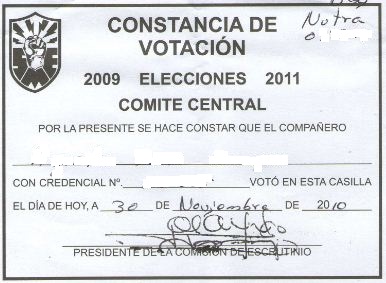 Notra
CONSTANCIA DE
VOTACIÓN
2009 ELECCIONES 2011
COMITE CENTRAL
POR LA PRESENTE SE HACE CONSTAR QUE EL COMPAÑERO
CON CREDENCIAL Nº. VOTÓ EN ESTA CASILLA
EL DÍA DE HOY, A 30 DE Noviembre DE 2010
PRESIDENTE DE LA COMISIÓN DE ESCRUTINIO